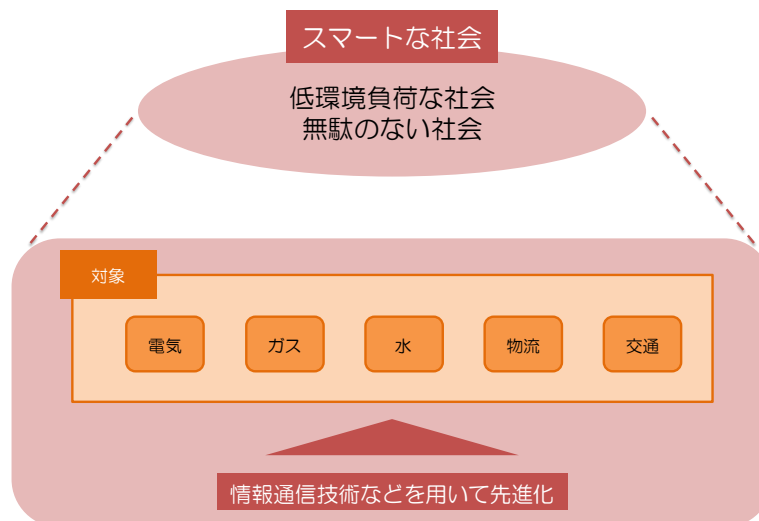 スマートな社会
低環境負荷な社会
無駄のない社会
対象
電気
ガス
水
物流
交通
情報通信技術などを用いて先進化